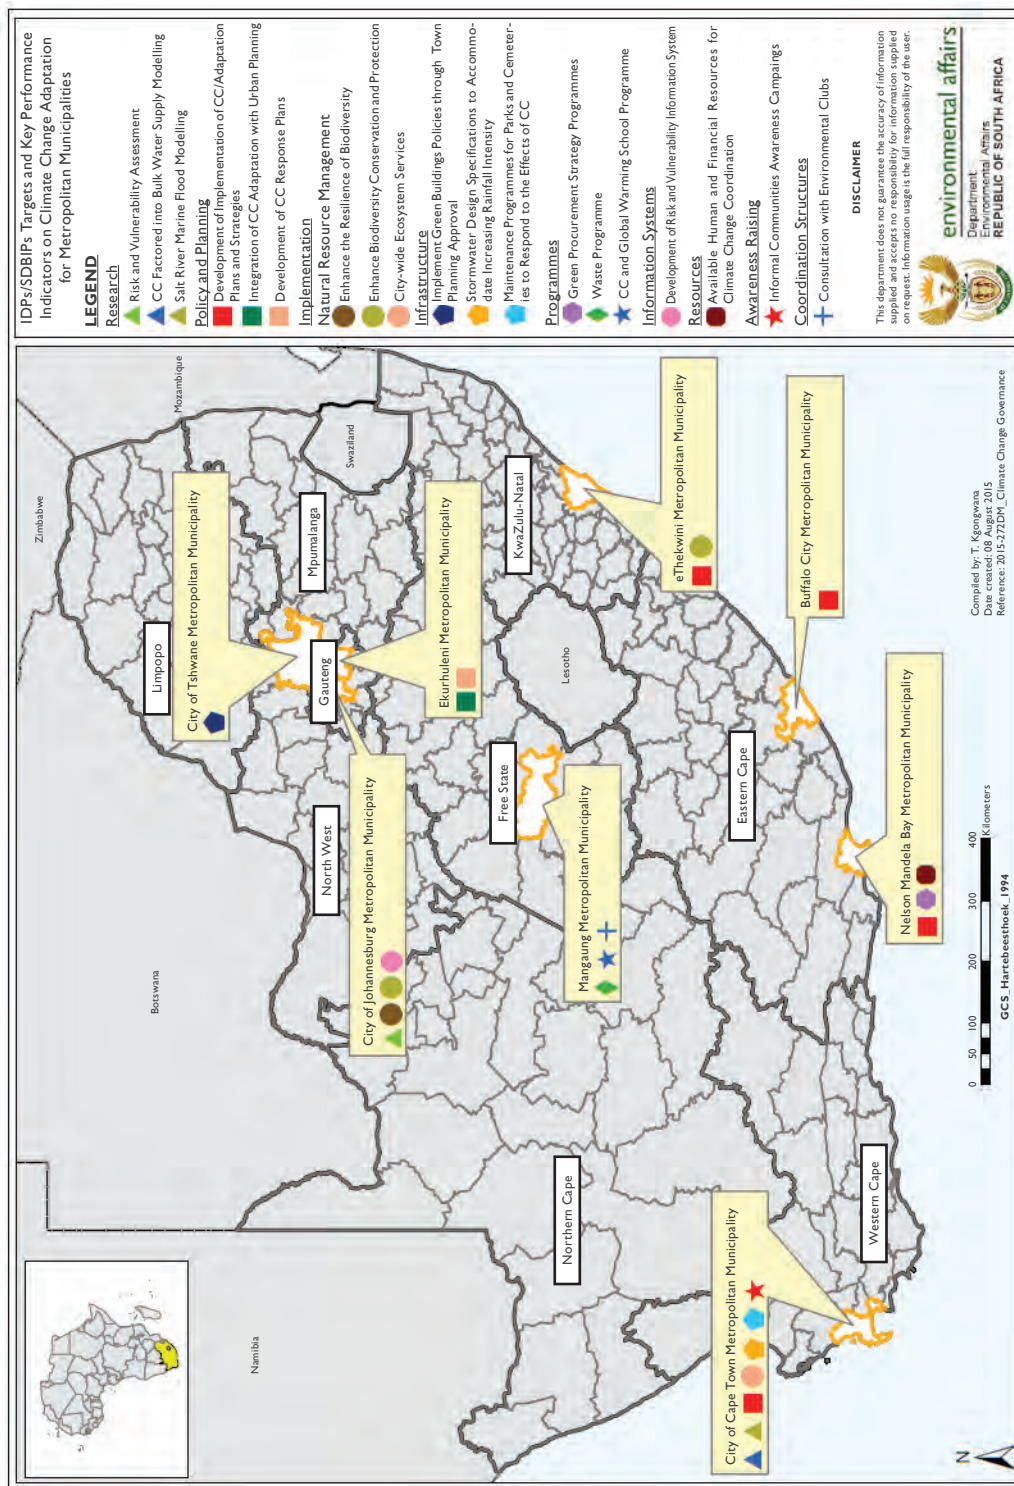 IDPs/SDBIPs Targets and Key Performance
Indicators on Climate Change Adaptation
for Metropolitan Municipalities
LEGEND
Research
Risk and Vulnerability Assessment
CC Factored into Bulk Water Supply Modelling
Salt River Marine Flood Modelling
Policy and Planning
Development of Implementation of CC/Adaptation
Plans and Strategies
Integration of CC Adaptation with Urban Planning
Development of CC Response Plans
Implementation
Natural Resource Management
Enhance the Resilience of Biodiversity
Enhance Biodiversity Conservation and Protection
City-wide Ecosystem Services
Infrastructure
Implement Green Buildings Policies through Town
Planning Approval
Stormwater Design Specifications to Accommo-
date Increasing Rainfall Intensity
Maintenance Programmes for Parks and Cemeter-
ies to Respond to the Effects of CC
Programmes
Green Procurement Strategy Programmes
Waste Programme
CC and Global Warming School Programme
Information Systems
Development of Risk and Vulnerability Information System
Resources
Available Human and Financial Resources for
Climate Change Coordination
Awareness Raising
Informal Communities Awareness Campaings
Coordination Structures
Consultation with Environmental Clubs
DISCLAIMER
This department does not guarantee the accuracy of information
supplied and accepts no responsibility for information supplied
on request. Information usage is the full responsibility of the user.
environmental affairs
Department:
Environmental Affairs
REPUBLIC OF SOUTH AFRICA
Zimbabwe
Mozambique
Botswana
Namibia
Swaziland
Lesotho
Limpopo
Mpumalanga
Gauteng
North West
KwaZulu-Natal
Free State
Northern Cape
Eastern Cape
Western Cape
City of Tshwane Metropolitan Municipality
City of Johannesburg Metropolitan Municipality
Ekurhuleni Metropolitan Municipality
Mangaung Metropolitan Municipality
eThekwini Metropolitan Municipality
Buffalo City Metropolitan Municipality
Nelson Mandela Bay Metropolitan Municipality
City of Cape Town Metropolitan Municipality
N
0 50 100 200 300 400
Kilometers
GCS_Hartebeesthoek_1994
Compiled by: T. Kgongwana
Date created: 08 August 2015
Reference: 2015-272DM_Climate Change Governance